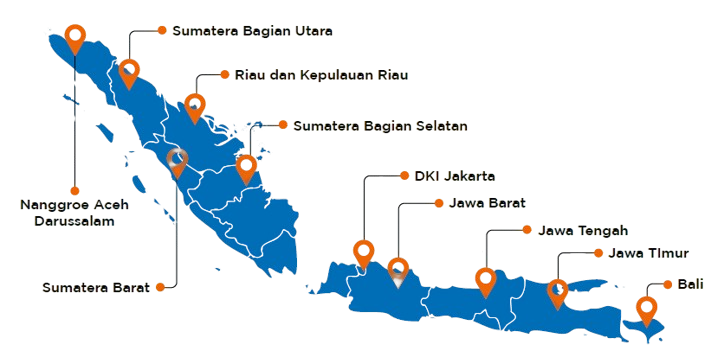 Sumatera Bagian Utara
Riau dan Kepulauan Riau
Sumatera Bagian Selatan
DKI Jakarta
Nanggroe Aceh
Darussalam
Jawa Barat
Jawa Tengah
Jawa TImur
Sumatera Barat
Bali